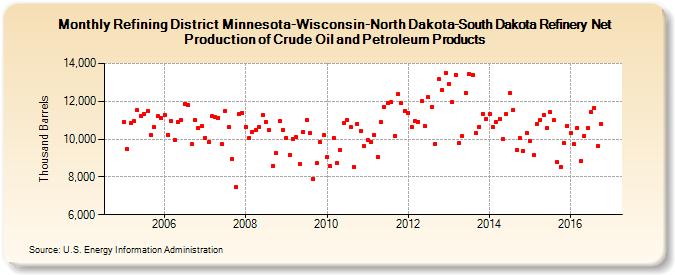 Monthly Refining District Minnesota-Wisconsin-North Dakota-South Dakota Refinery Net
Production of Crude Oil and Petroleum Products
Thousand Barrels
14,000
12,000
10,000
8,000
6,000
2006
2008
2010
2012
2014
2016
Source: U.S. Energy Information Administration